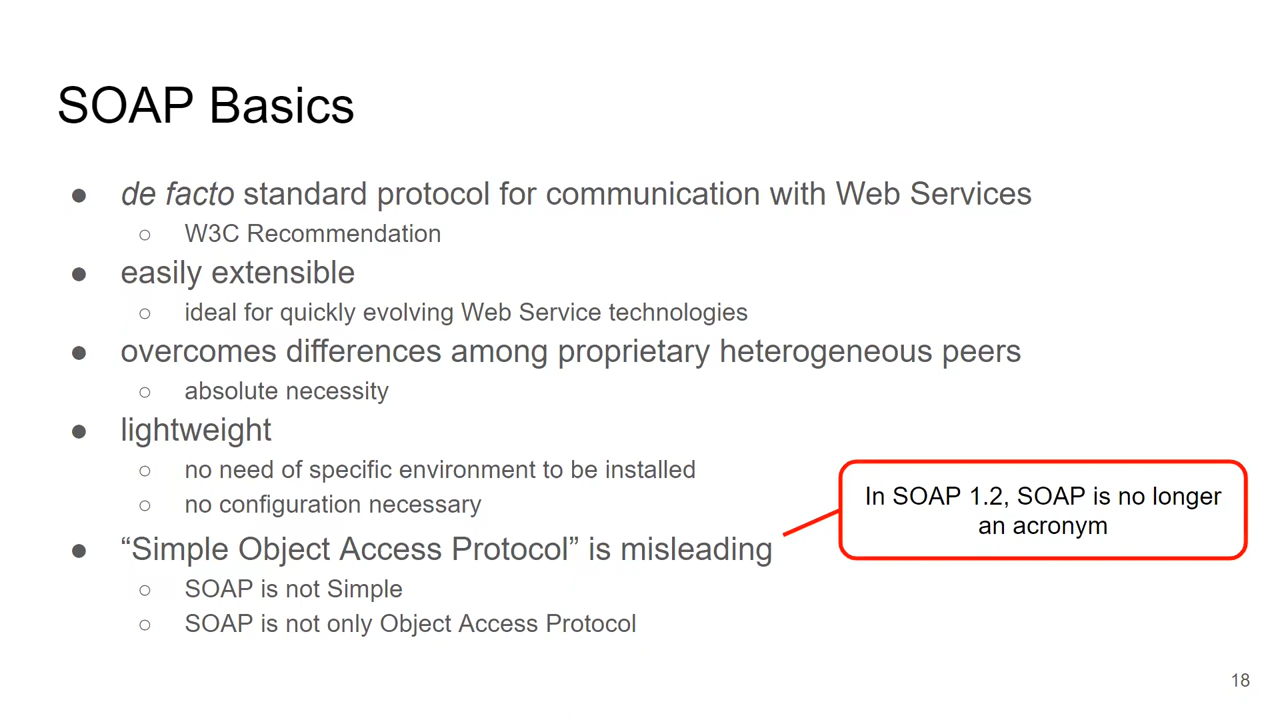 SOAP Basics
● de facto standard protocol for communication with Web Services
○ W3C Recommendation
● easily extensible
○ ideal for quickly evolving Web Service technologies
● overcomes differences among proprietary heterogeneous peers
○ absolute necessity
● lightweight
○ no need of specific environment to be installed
○ no configuration necessary
● “Simple Object Access Protocol” is misleading
○ SOAP is not Simple
○ SOAP is not only Object Access Protocol
In SOAP 1.2, SOAP is no longer
an acronym
18